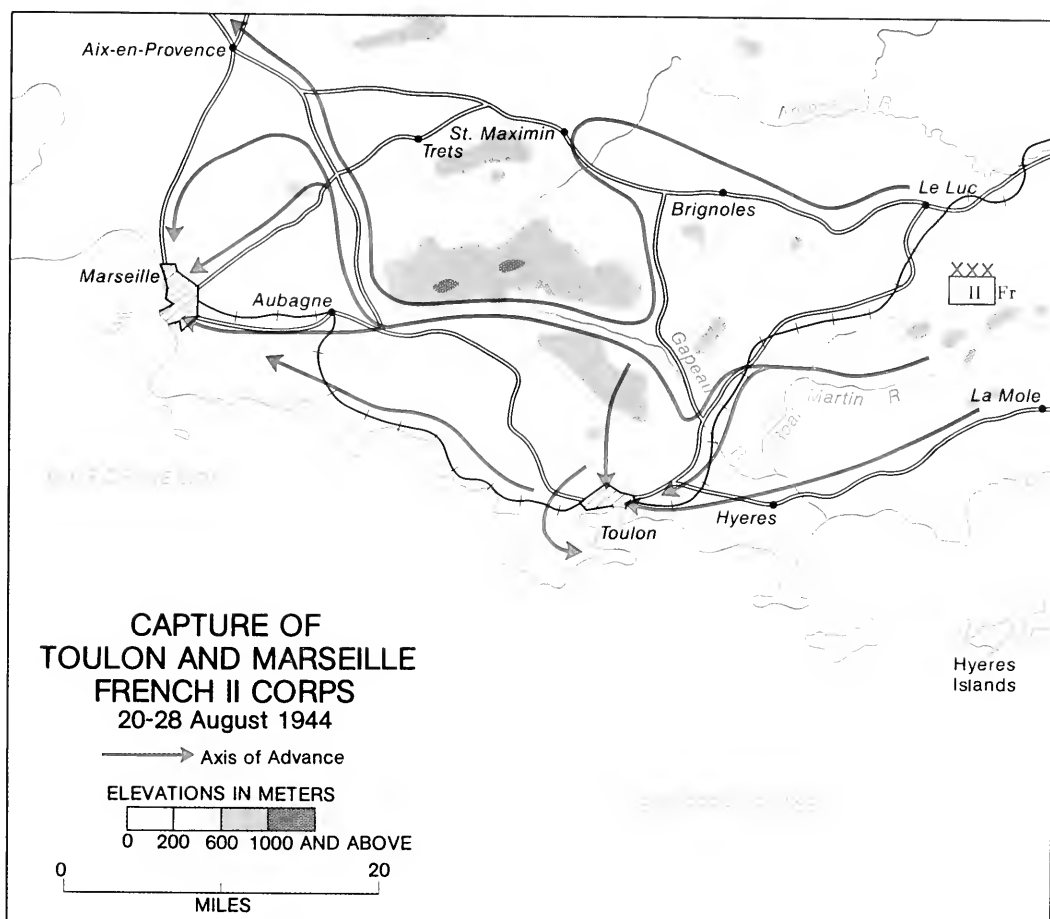 Aix-en-Provence
St. Maximin
Trets
Le Luc
Brignoles
Marseille
Aubagne
XXX
II Fr
Gapeau
Martin R
La Mole
Hyeres
Toulon
CAPTURE OF
TOULON AND MARSEILLE
FRENCH II CORPS
20-28 August 1944
Axis of Advance
ELEVATIONS IN METERS
0 200 600 1000 AND ABOVE
0 20
MILES
Hyeres
Islands